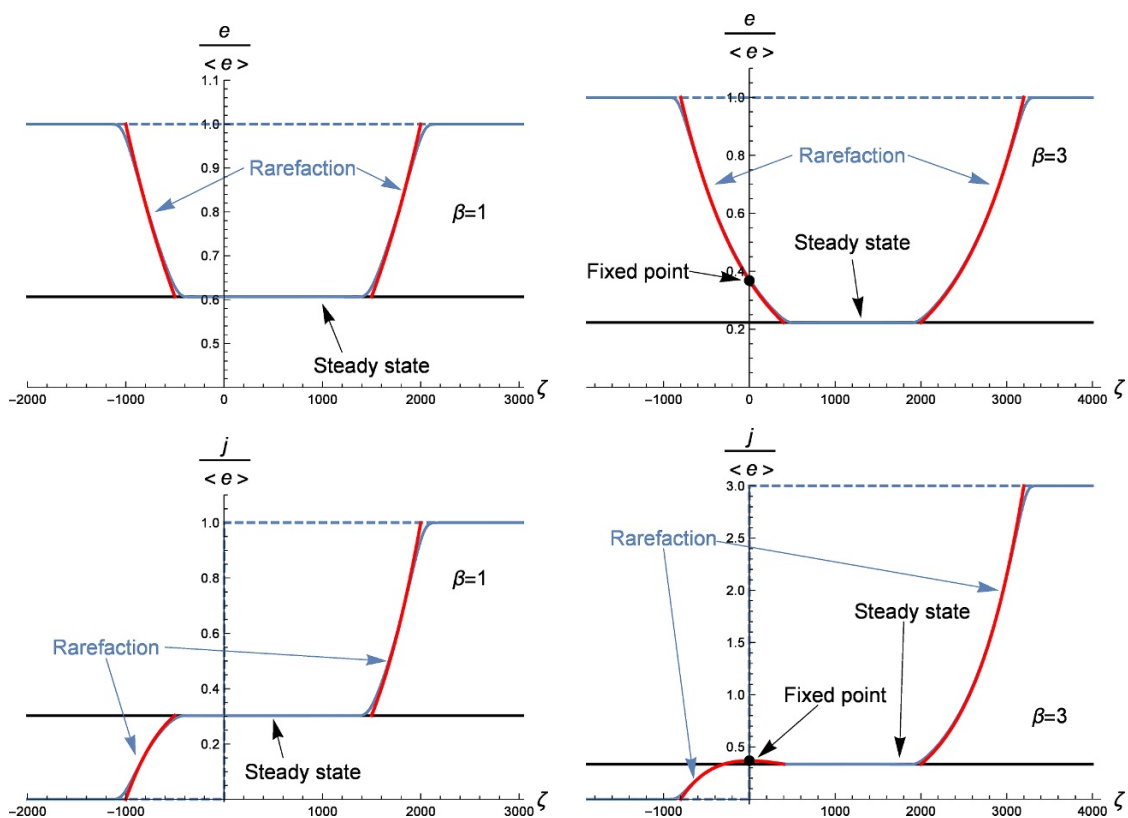 e
< e >
1.1
1.0
0.9
0.8
0.7
0.6
0.5
Rarefaction
β=1
Steady state
−2000 −1000 0 1000 2000 3000 ζ
e
< e >
1.0
0.8
0.6
0.4
0.2
Rarefaction
β=3
Steady state
Fixed point
−1000 0 1000 2000 3000 4000 ζ
j
< e >
1.0
0.8
0.6
0.4
0.2
β=1
Rarefaction
Steady state
−2000 −1000 0 1000 2000 3000 ζ
j
< e >
3.0
2.5
2.0
1.5
1.0
0.5
Rarefaction
Steady state
Fixed point
β=3
−1000 0 1000 2000 3000 4000 ζ